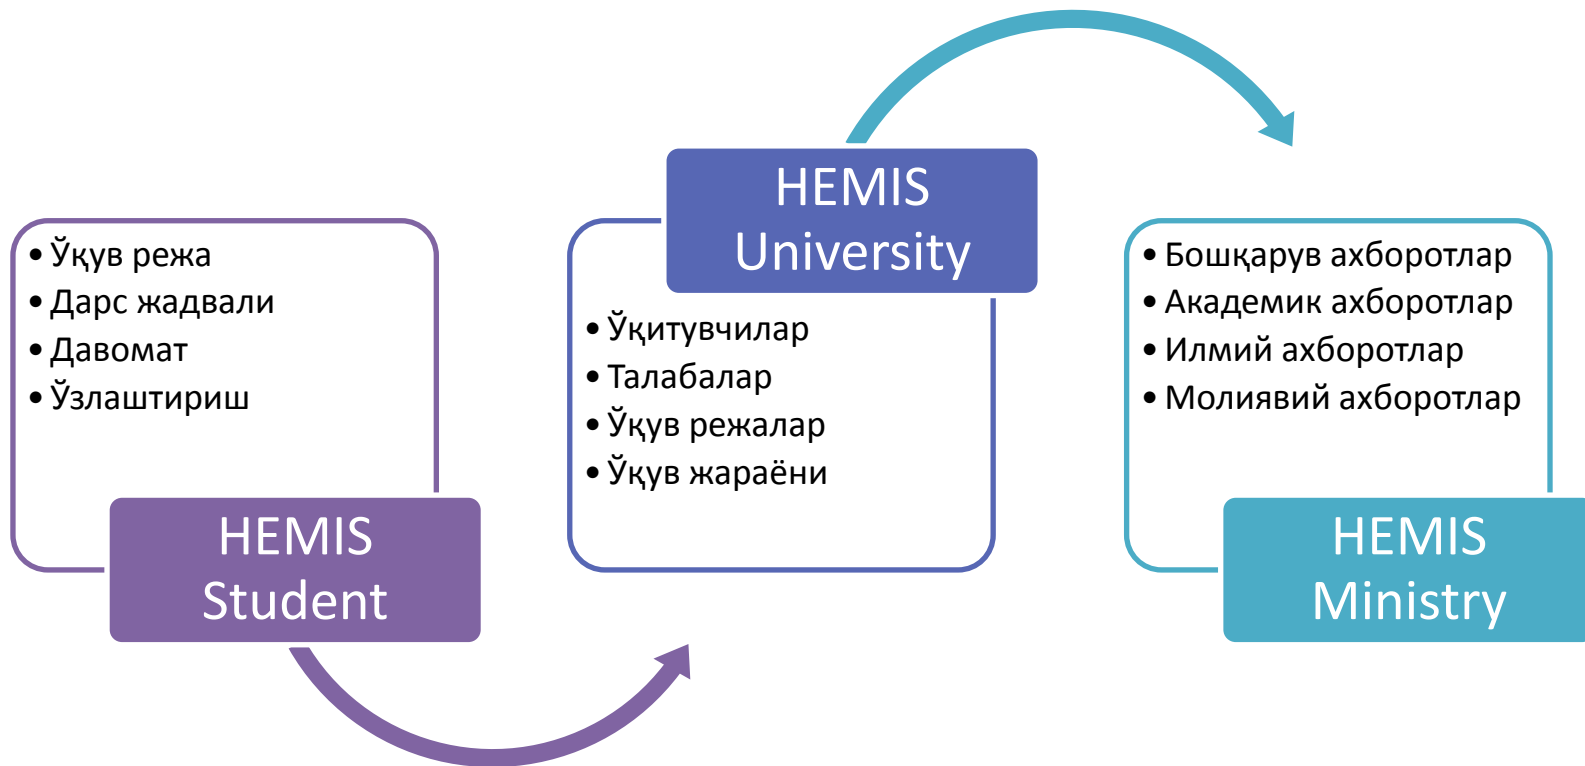 • Ўқув режа
• Дарс жадвали
• Давомат
• Ўзлаштириш
HEMIS
Student
HEMIS
University
• Ўқитувчилар
• Талабалар
• Ўқув режалар
• Ўқув жараёни
• Бошқарув ахборотлар
• Академик ахборотлар
• Илмий ахборотлар
• Молиявий ахборотлар
HEMIS
Ministry